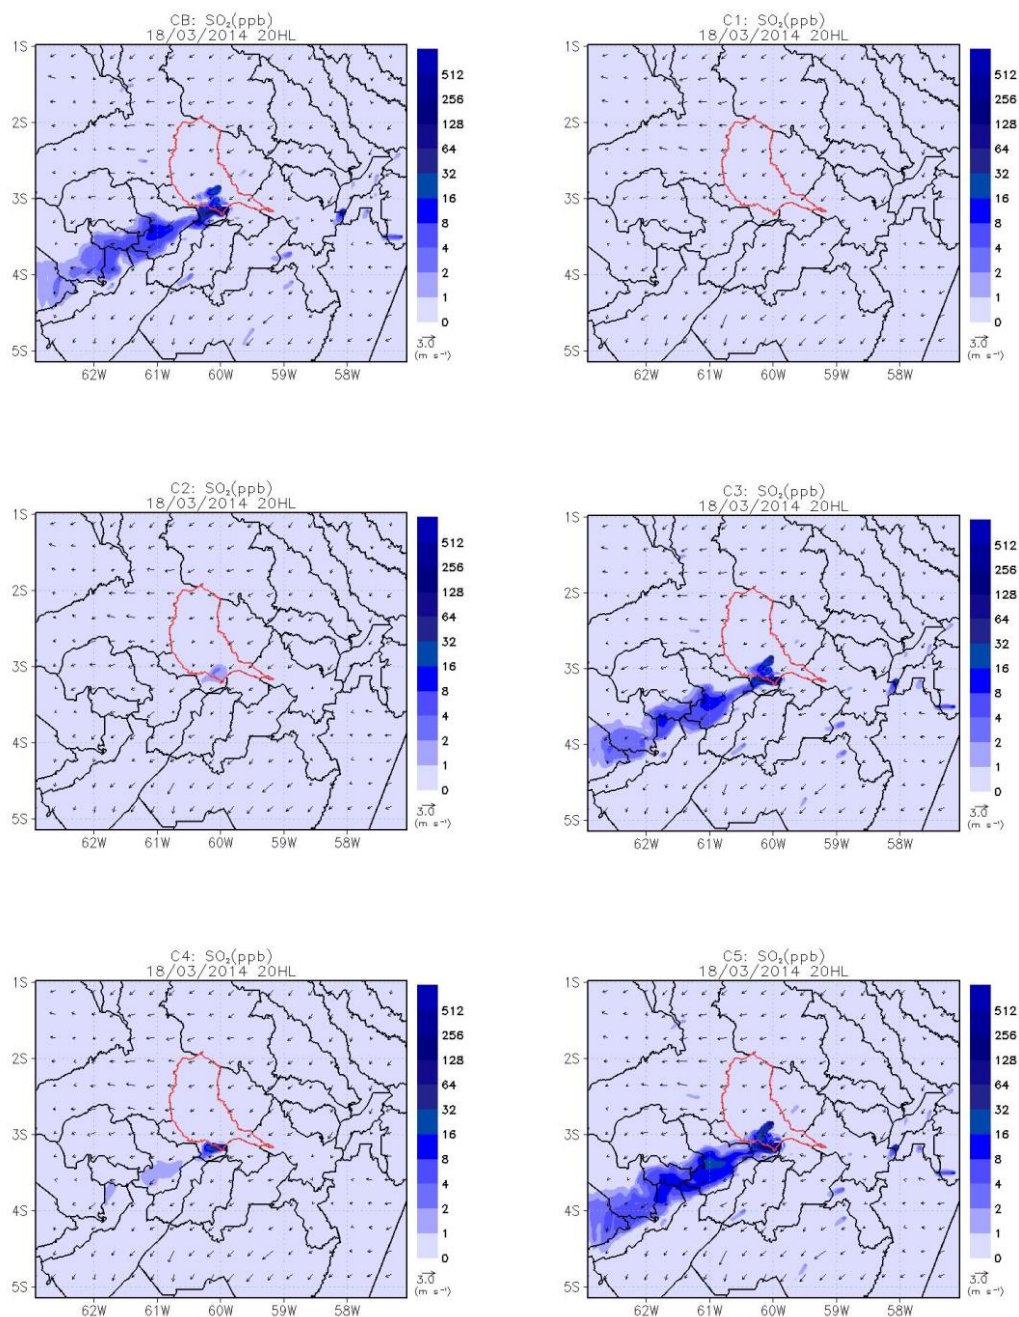 CB: SO₂(ppb)
18/03/2014 20HL
1S
2S
3S
4S
5S
62W 61W 60W 59W 58W
512
256
128
64
32
16
8
4
2
1
0
3.0
(m s⁻¹)
C1: SO₂(ppb)
18/03/2014 20HL
1S
2S
3S
4S
5S
62W 61W 60W 59W 58W
512
256
128
64
32
16
8
4
2
1
0
3.0
(m s⁻¹)
C2: SO₂(ppb)
18/03/2014 20HL
1S
2S
3S
4S
5S
62W 61W 60W 59W 58W
512
256
128
64
32
16
8
4
2
1
0
3.0
(m s⁻¹)
C3: SO₂(ppb)
18/03/2014 20HL
1S
2S
3S
4S
5S
62W 61W 60W 59W 58W
512
256
128
64
32
16
8
4
2
1
0
3.0
(m s⁻¹)
C4: SO₂(ppb)
18/03/2014 20HL
1S
2S
3S
4S
5S
62W 61W 60W 59W 58W
512
256
128
64
32
16
8
4
2
1
0
3.0
(m s⁻¹)
C5: SO₂(ppb)
18/03/2014 20HL
1S
2S
3S
4S
5S
62W 61W 60W 59W 58W
512
256
128
64
32
16
8
4
2
1
0
3.0
(m s⁻¹)